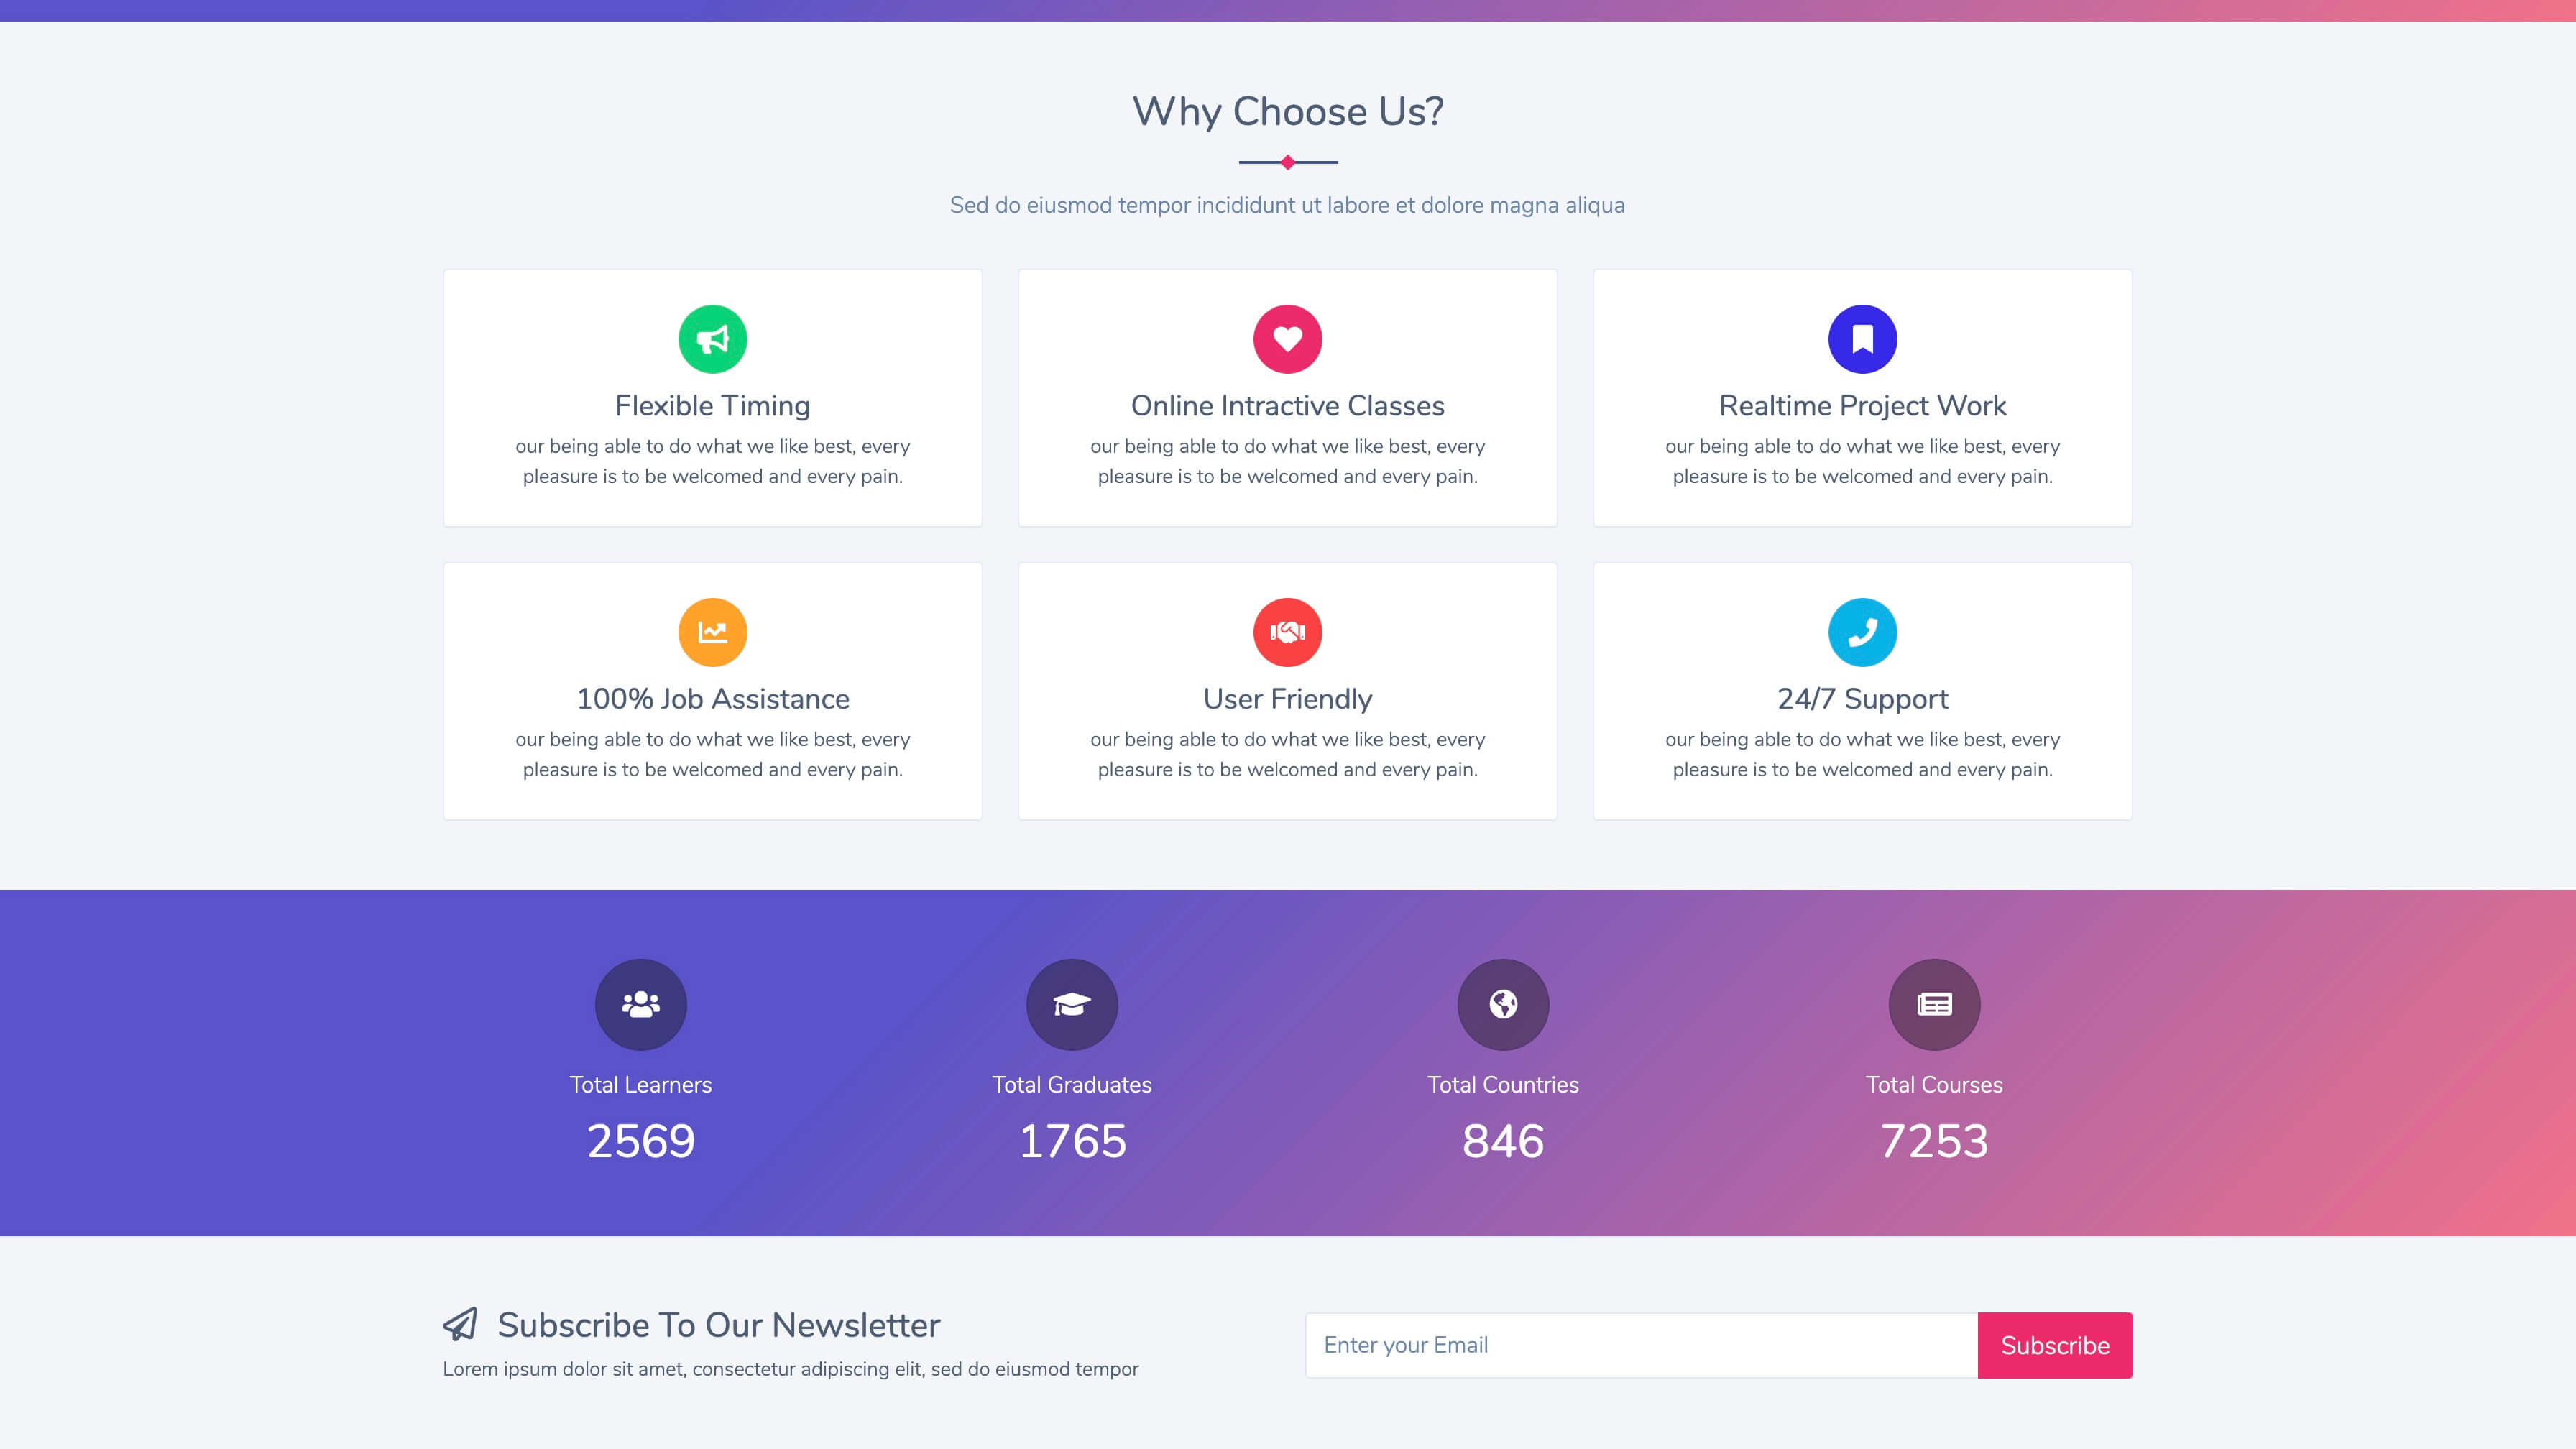 Why Choose Us?
Sed do eiusmod tempor incididunt ut labore et dolore magna aliqua
Flexible Timing
our being able to do what we like best, every
pleasure is to be welcomed and every pain.
Online Intractive Classes
our being able to do what we like best, every
pleasure is to be welcomed and every pain.
Realtime Project Work
our being able to do what we like best, every
pleasure is to be welcomed and every pain.
100% Job Assistance
our being able to do what we like best, every
pleasure is to be welcomed and every pain.
User Friendly
our being able to do what we like best, every
pleasure is to be welcomed and every pain.
24/7 Support
our being able to do what we like best, every
pleasure is to be welcomed and every pain.
Total Learners
2569
Total Graduates
1765
Total Countries
846
Total Courses
7253
Subscribe To Our Newsletter
Lorem ipsum dolor sit amet, consectetur adipiscing elit, sed do eiusmod tempor
Enter your Email
Subscribe